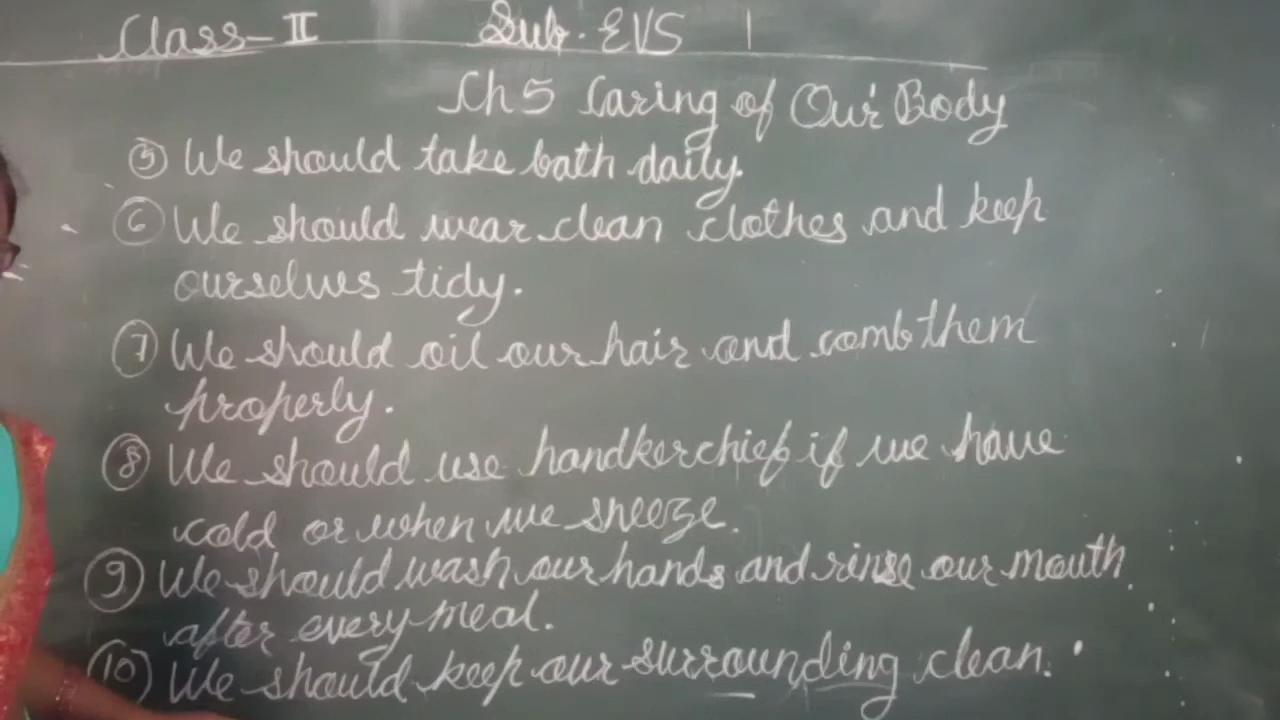 Class-II Sub. EVS
Ch 5 Caring of Our Body
⑤ We should take bath daily.
⑥ We should wear clean clothes and keep
ourselves tidy.
⑦ We should oil our hair and comb them
properly.
⑧ We should use handkerchief if we have
cold or when we sneeze.
⑨ We should wash our hands and rinse our mouth
after every meal.
⑩ We should keep our surrounding clean.